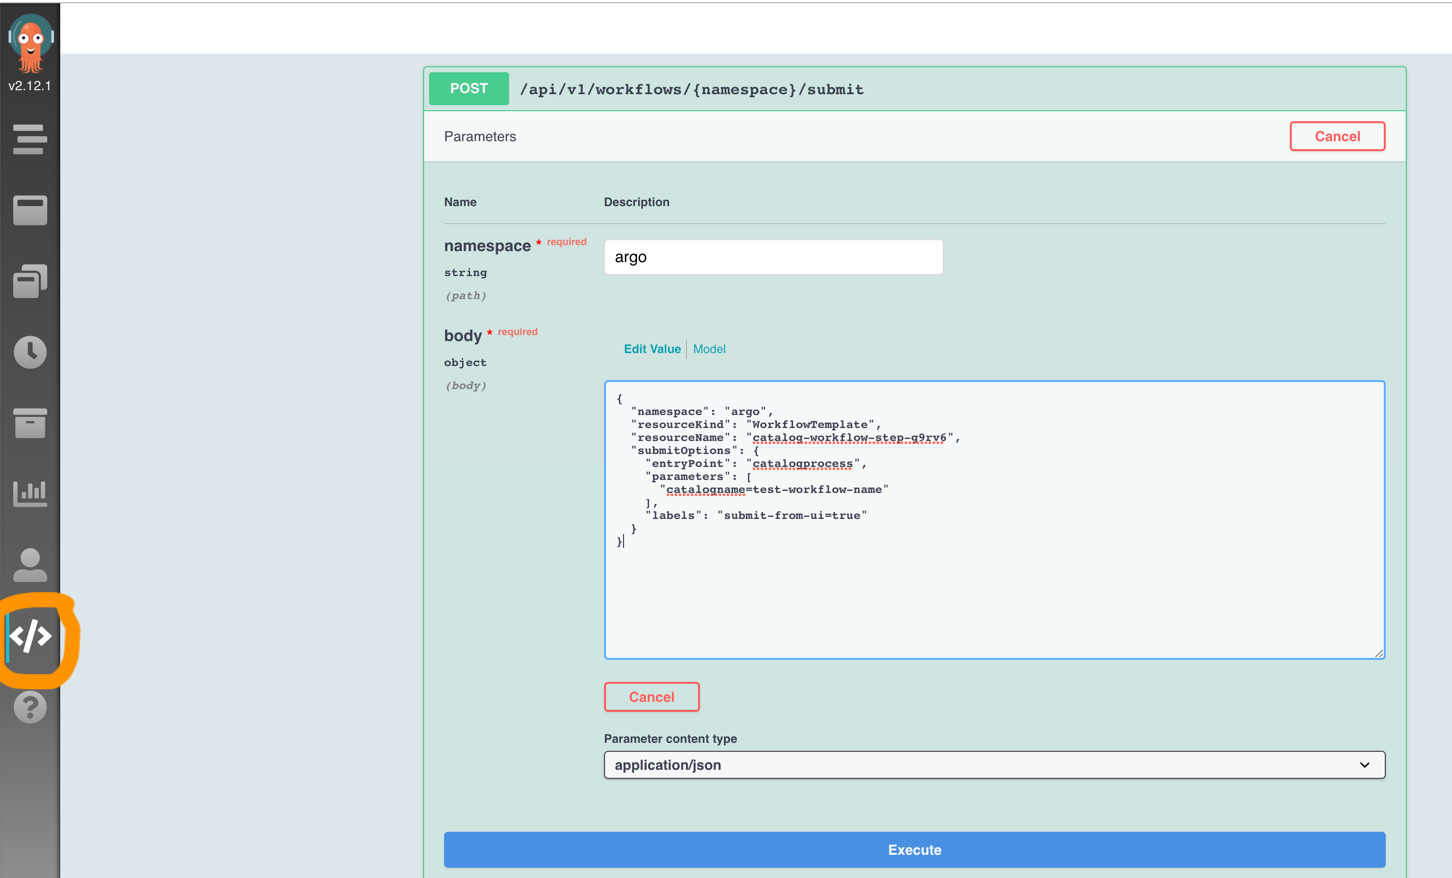 v2.12.1
POST /api/v1/workflows/{namespace}/submit
Parameters
Cancel
Name Description
namespace * required
string
(path)
argo
body * required
object
(body)
Edit Value Model
{
  "namespace": "argo",
  "resourceKind": "WorkflowTemplate",
  "resourceName": "catalog-workflow-step-g9rv6",
  "submitOptions": {
    "entryPoint": "catalogprocess",
    "parameters": [
      "catalogname=test-workflow-name"
    ],
    "labels": "submit-from-ui=true"
  }
}
Cancel
Parameter content type
application/json
Execute